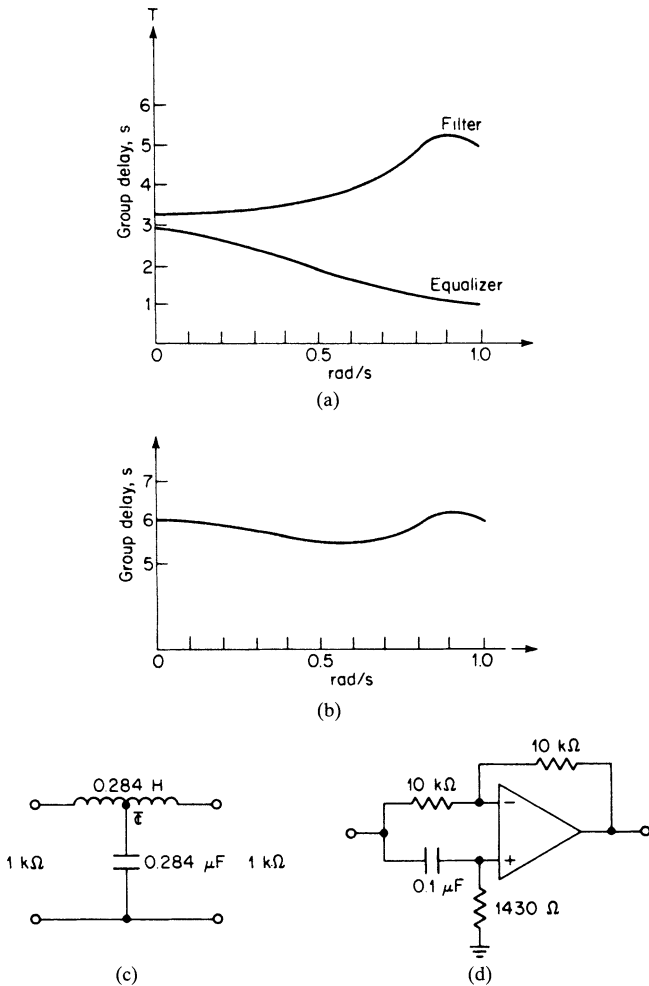 T
Group delay, s
6
5
4
3
2
1
Filter
Equalizer
0
0.5
1.0
rad/s
(a)
Group delay, s
7
6
5
0
0.5
1.0
rad/s
(b)
0.284 H
1 kΩ
0.284 μF
1 kΩ
(c)
10 kΩ
10 kΩ
−
+
0.1 μF
1430 Ω
(d)